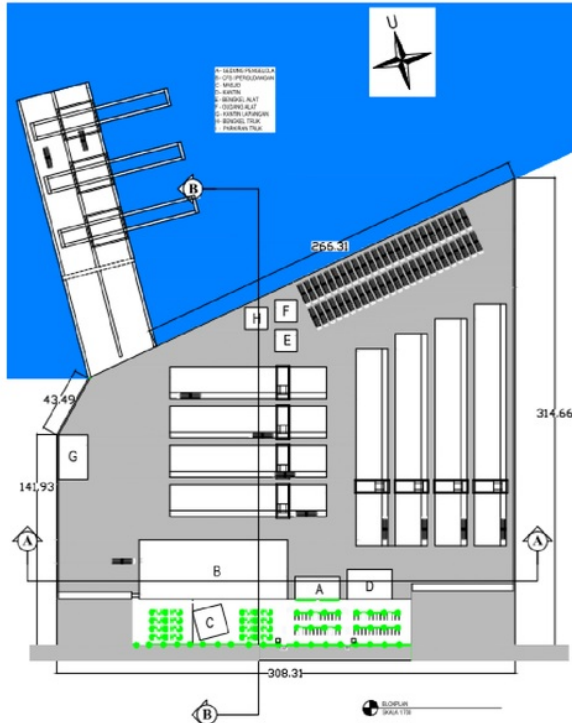 U
A - GEDUNG PENGELOLA
B - CFS (PERGUDANGAN)
C - MASJID
D - KANTIN
E - BENGKEL ALAT
F - GUDANG ALAT
G - KANTIN LAPANGAN
H - BENGKEL TRUK
I - PARKIRAN TRUK
B
266.31
H
F
E
43.49
314.66
G
141.93
A
A
B
A
D
C
308.31
B
BLOKPLAN
SKALA 1:750